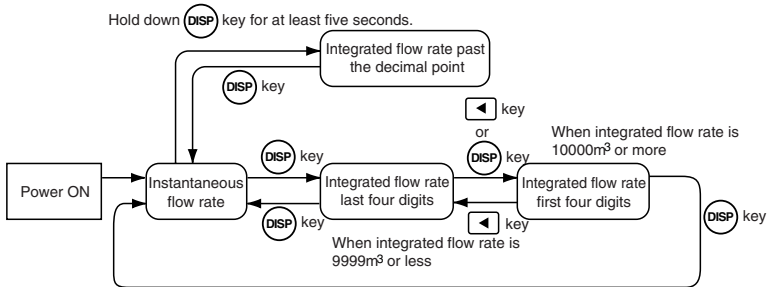 Hold down DISP key for at least five seconds.
Integrated flow rate past
the decimal point
DISP key
◄ key
or
DISP key
When integrated flow rate is
10000m³ or more
Power ON
Instantaneous
flow rate
DISP key
Integrated flow rate
last four digits
Integrated flow rate
first four digits
DISP key
◄ key
DISP key
When integrated flow rate is
9999m³ or less